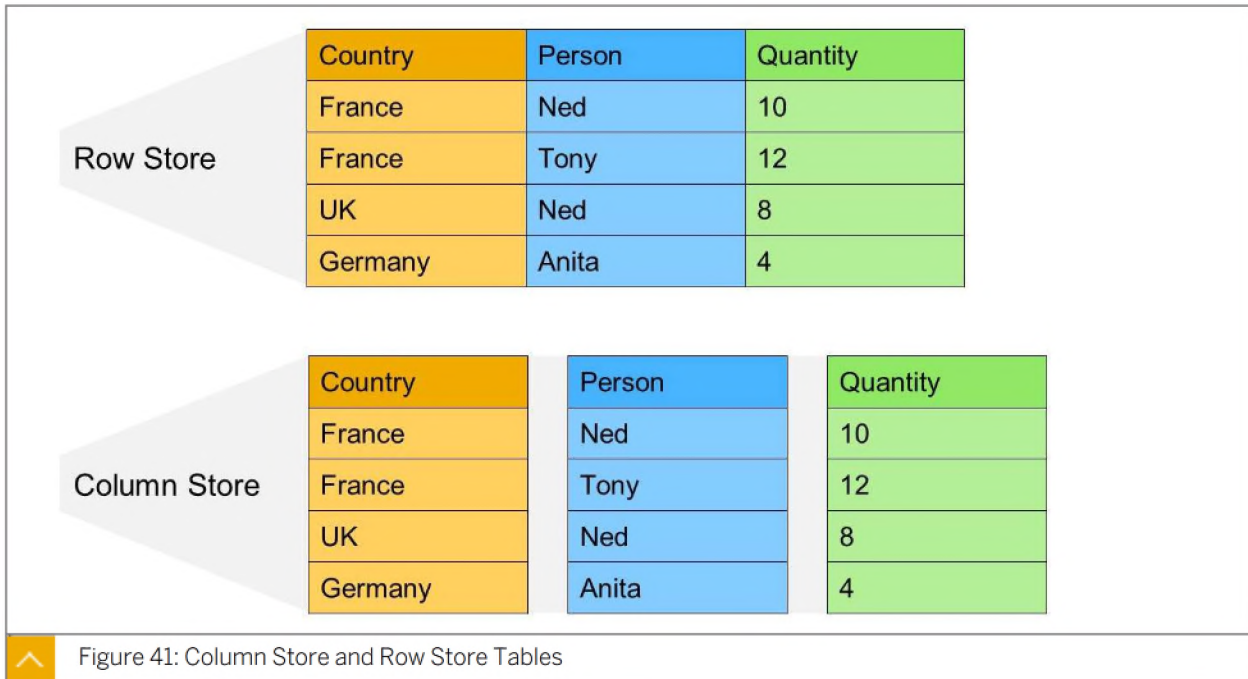 Country Person Quantity
France Ned 10
Row Store France Tony 12
UK Ned 8
Germany Anita 4
Country Person Quantity
France Ned 10
Column Store France Tony 12
UK Ned 8
Germany Anita 4
Figure 41: Column Store and Row Store Tables